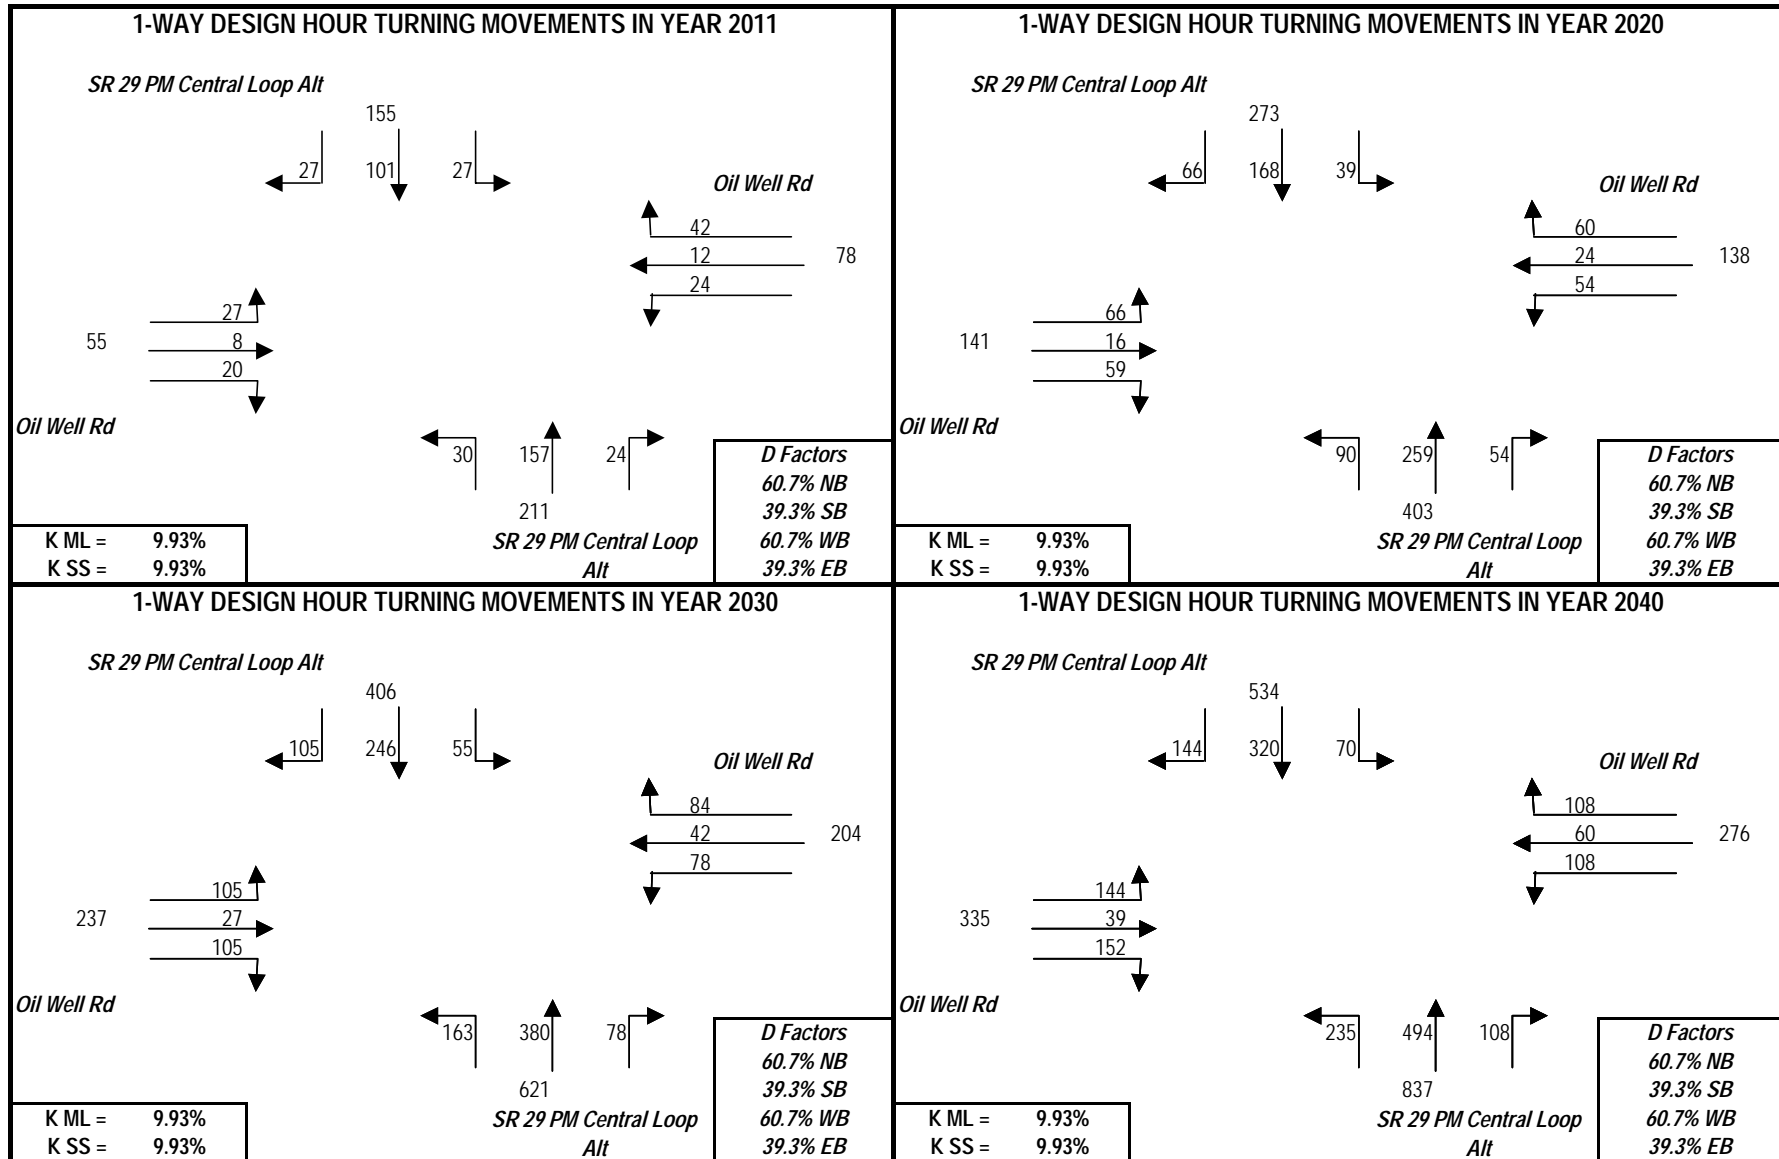 1-WAY DESIGN HOUR TURNING MOVEMENTS IN YEAR 2011
SR 29 PM Central Loop Alt
155
27 101 27
Oil Well Rd
42
12 78
24
27
55 8
20
Oil Well Rd
30 157 24
211
SR 29 PM Central Loop
Alt
D Factors
60.7% NB
39.3% SB
60.7% WB
39.3% EB
K ML = 9.93%
K SS = 9.93%
1-WAY DESIGN HOUR TURNING MOVEMENTS IN YEAR 2020
SR 29 PM Central Loop Alt
273
66 168 39
Oil Well Rd
60
24 138
54
66
141 16
59
Oil Well Rd
90 259 54
403
SR 29 PM Central Loop
Alt
D Factors
60.7% NB
39.3% SB
60.7% WB
39.3% EB
K ML = 9.93%
K SS = 9.93%
1-WAY DESIGN HOUR TURNING MOVEMENTS IN YEAR 2030
SR 29 PM Central Loop Alt
406
105 246 55
Oil Well Rd
84
42 204
78
105
237 27
105
Oil Well Rd
163 380 78
621
SR 29 PM Central Loop
Alt
D Factors
60.7% NB
39.3% SB
60.7% WB
39.3% EB
K ML = 9.93%
K SS = 9.93%
1-WAY DESIGN HOUR TURNING MOVEMENTS IN YEAR 2040
SR 29 PM Central Loop Alt
534
144 320 70
Oil Well Rd
108
60 276
108
144
335 39
152
Oil Well Rd
235 494 108
837
SR 29 PM Central Loop
Alt
D Factors
60.7% NB
39.3% SB
60.7% WB
39.3% EB
K ML = 9.93%
K SS = 9.93%